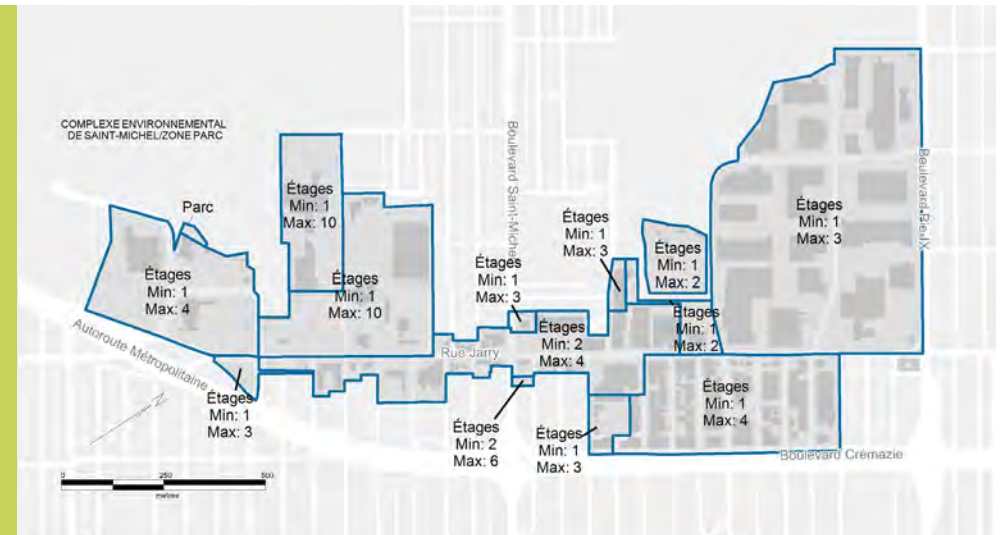 COMPLEXE ENVIRONNEMENTAL
DE SAINT-MICHEL/ZONE PARC
Parc
Étages
Min: 1
Max: 4
Étages
Min: 1
Max: 10
Étages
Min: 1
Max: 10
Boulevard Saint-Michel
Étages
Min: 1
Max: 3
Étages
Min: 1
Max: 3
Étages
Min: 1
Max: 2
Étages
Min: 1
Max: 3
Boulevard Pie-IX
Étages
Min: 2
Max: 4
Étages
Min: 1
Max: 2
Rue Jarry
Autoroute Métropolitaine
Étages
Min: 1
Max: 3
Étages
Min: 2
Max: 6
Étages
Min: 1
Max: 3
Étages
Min: 1
Max: 4
Boulevard Crémazie
N
0 250 500
mètres